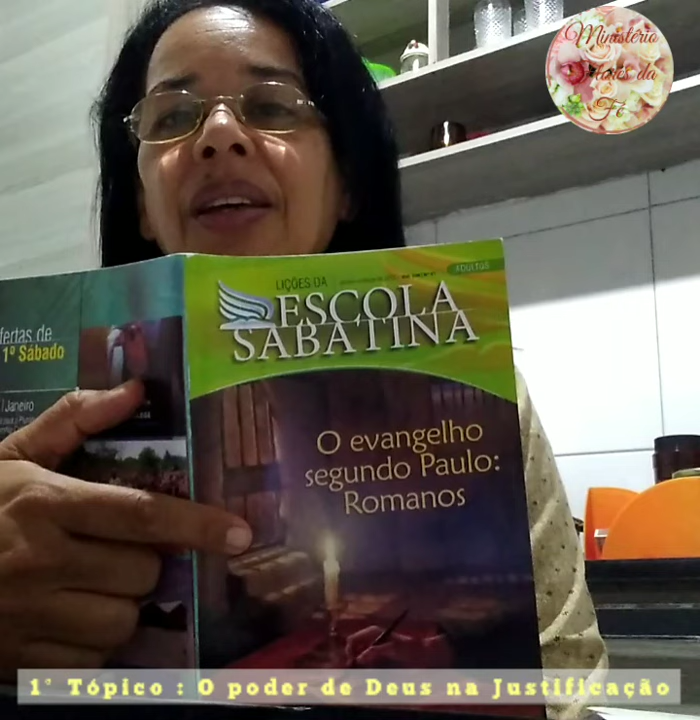 Ministério
Mãos da
Fé
LIÇÕES DA
ADULTOS
ESCOLA
SABATINA
fertas de
1º Sábado
Janeiro
O evangelho
segundo Paulo:
Romanos
1° Tópico : O poder de Deus na Justificação